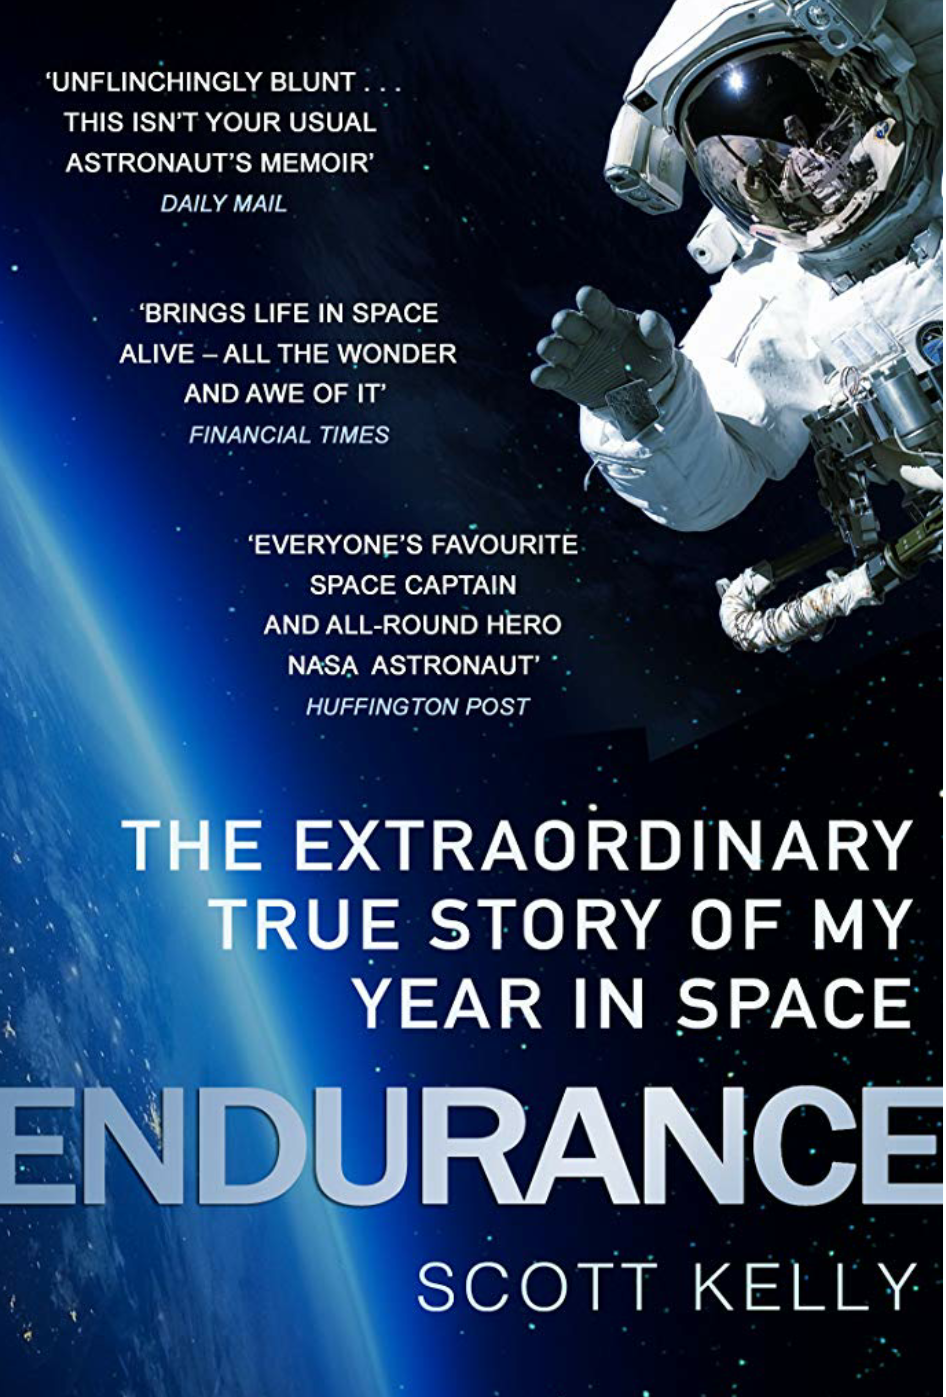 ‘UNFLINCHINGLY BLUNT . . .
THIS ISN’T YOUR USUAL
ASTRONAUT’S MEMOIR’
DAILY MAIL
‘BRINGS LIFE IN SPACE
ALIVE – ALL THE WONDER
AND AWE OF IT’
FINANCIAL TIMES
‘EVERYONE’S FAVOURITE
SPACE CAPTAIN
AND ALL-ROUND HERO
NASA ASTRONAUT’
HUFFINGTON POST
THE EXTRAORDINARY
TRUE STORY OF MY
YEAR IN SPACE
ENDURANCE
SCOTT KELLY